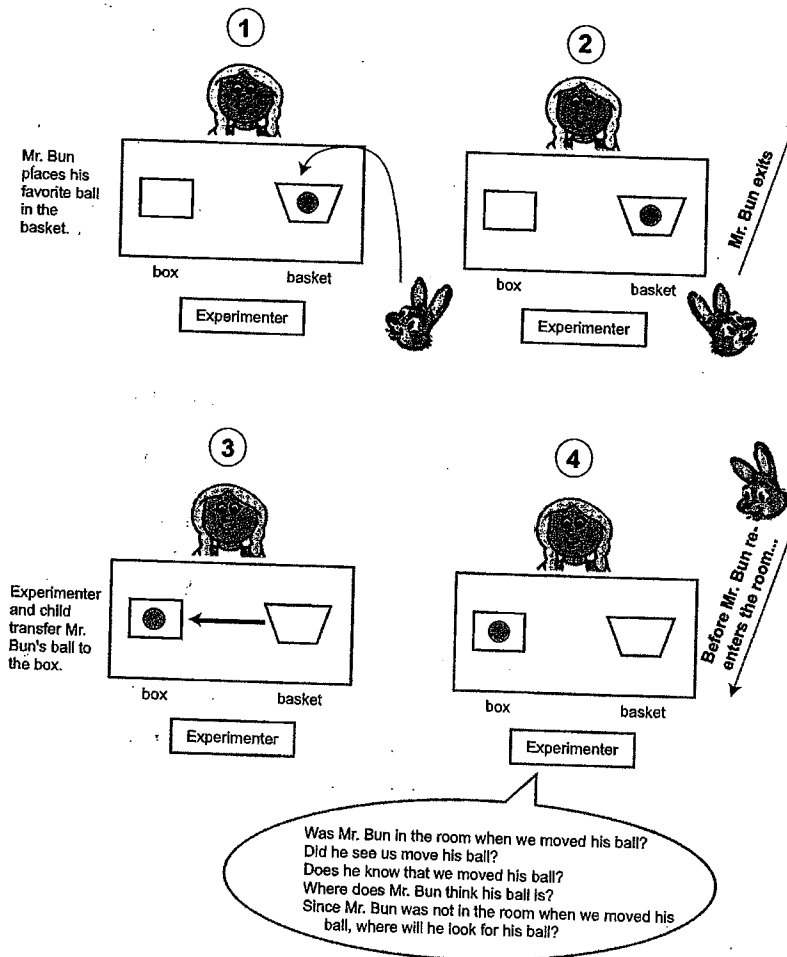 1
Mr. Bun
places his
favorite ball
in the
basket.
box
basket
Experimenter
2
box
basket
Experimenter
Mr. Bun exits
3
Experimenter
and child
transfer Mr.
Bun's ball to
the box.
box
basket
Experimenter
4
box
basket
Experimenter
Before Mr. Bun re-
enters the room...
Was Mr. Bun in the room when we moved his ball?
Did he see us move his ball?
Does he know that we moved his ball?
Where does Mr. Bun think his ball is?
Since Mr. Bun was not in the room when we moved his
ball, where will he look for his ball?